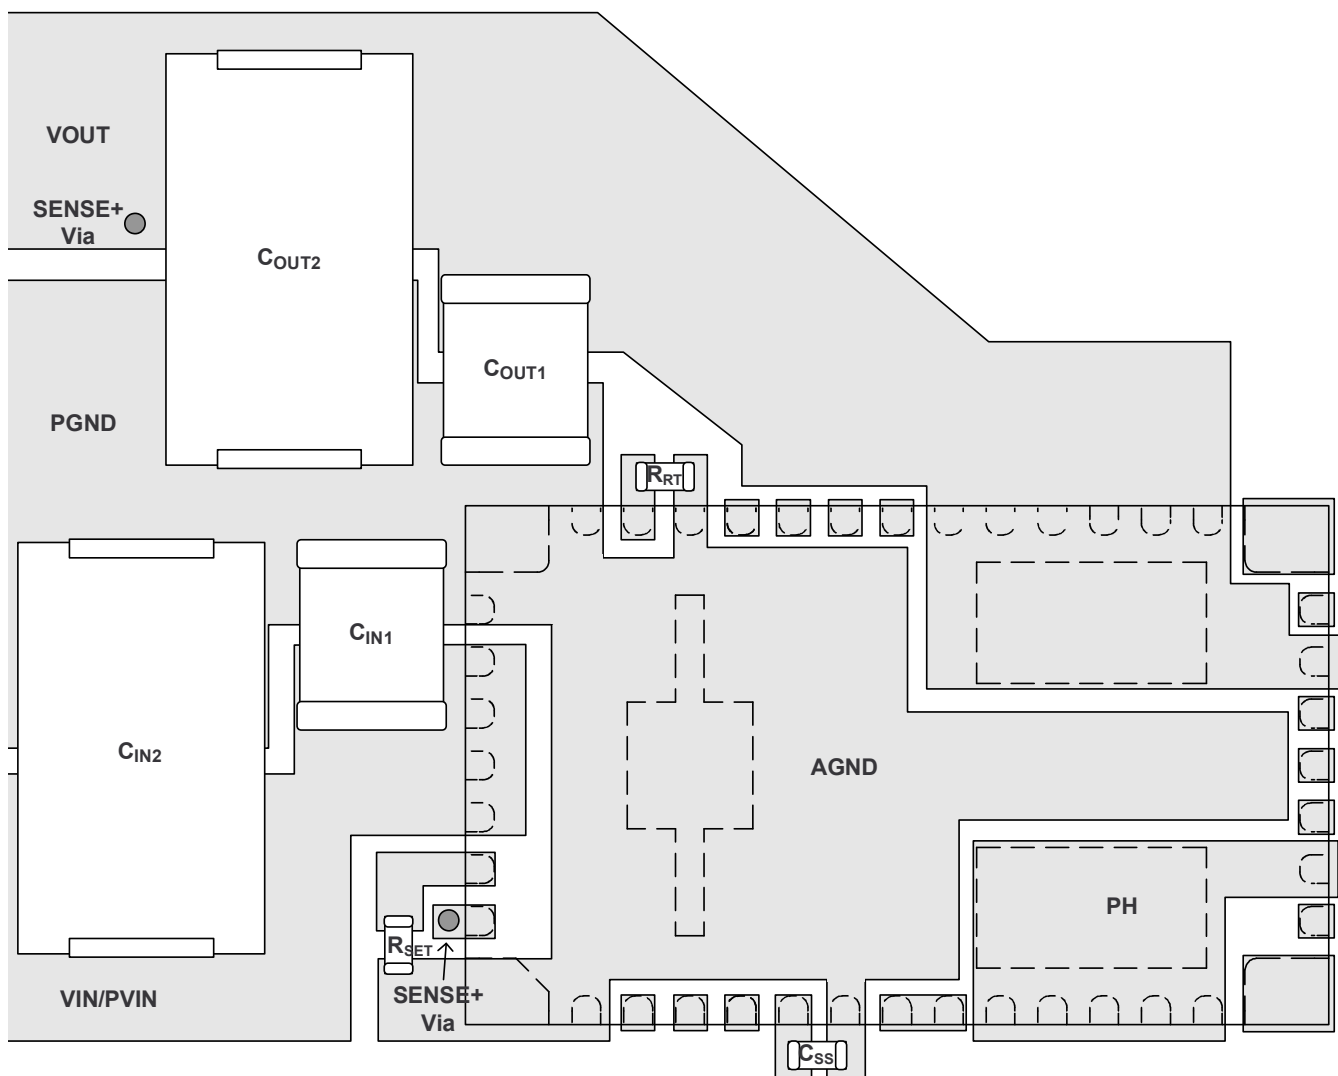 VOUT
SENSE+
Via
COUT2
COUT1
PGND
RRT
CIN1
CIN2
AGND
PH
RSET
SENSE+
Via
VIN/PVIN
CSS